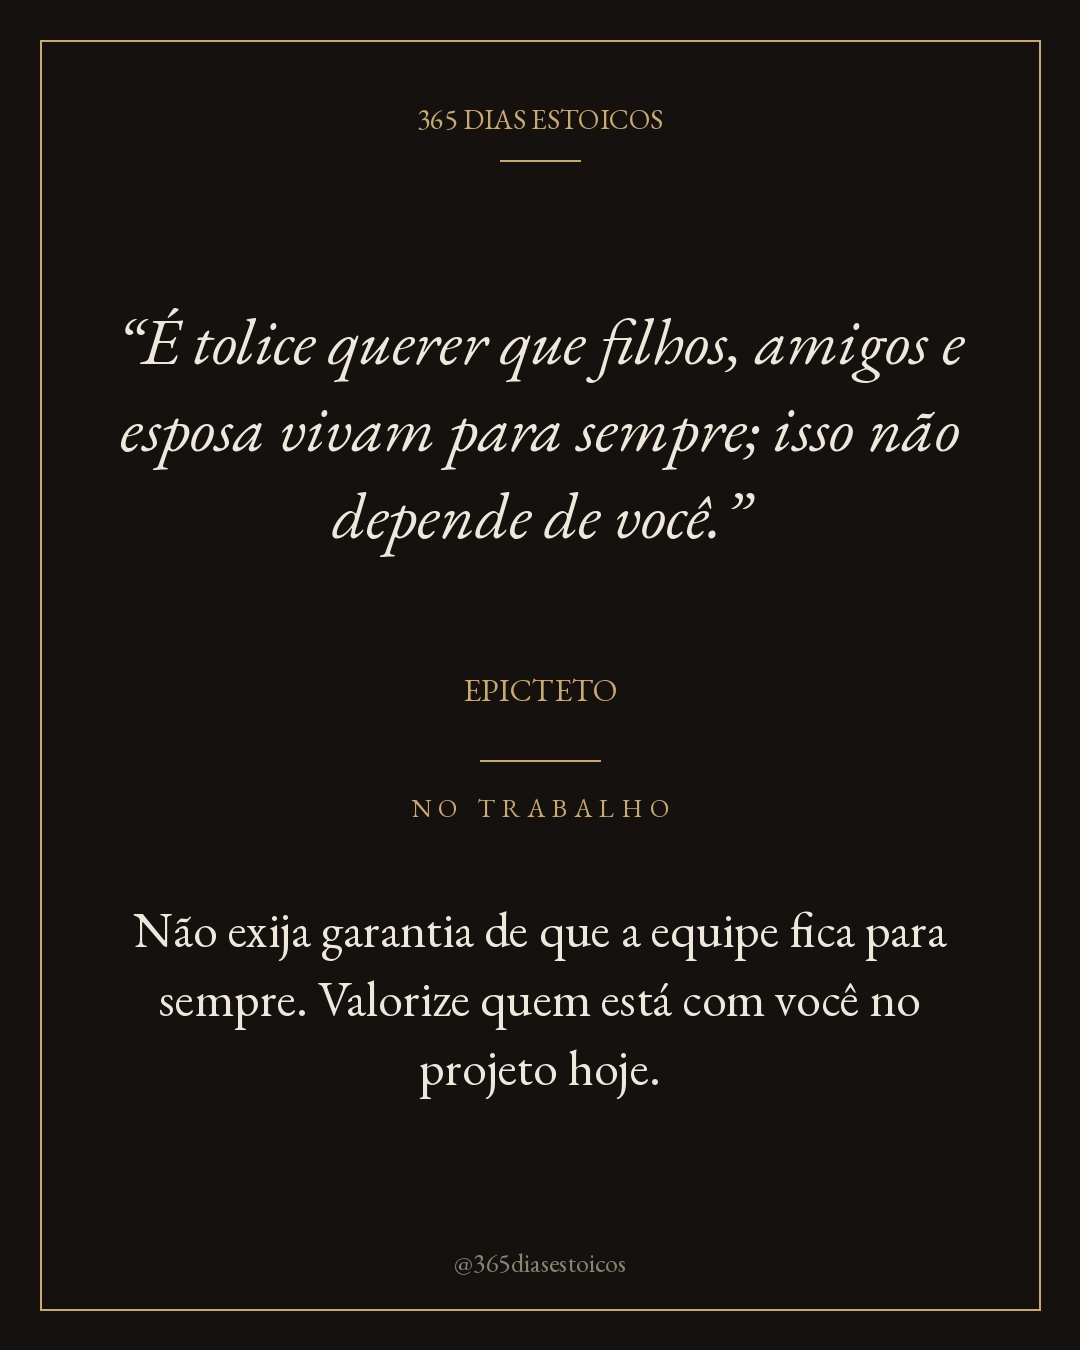 365 DIAS ESTOICOS
“É tolice querer que filhos, amigos e
esposa vivam para sempre; isso não
depende de você.”
EPICTETO
NO TRABALHO
Não exija garantia de que a equipe fica para
sempre. Valorize quem está com você no
projeto hoje.
@365diasestoicos